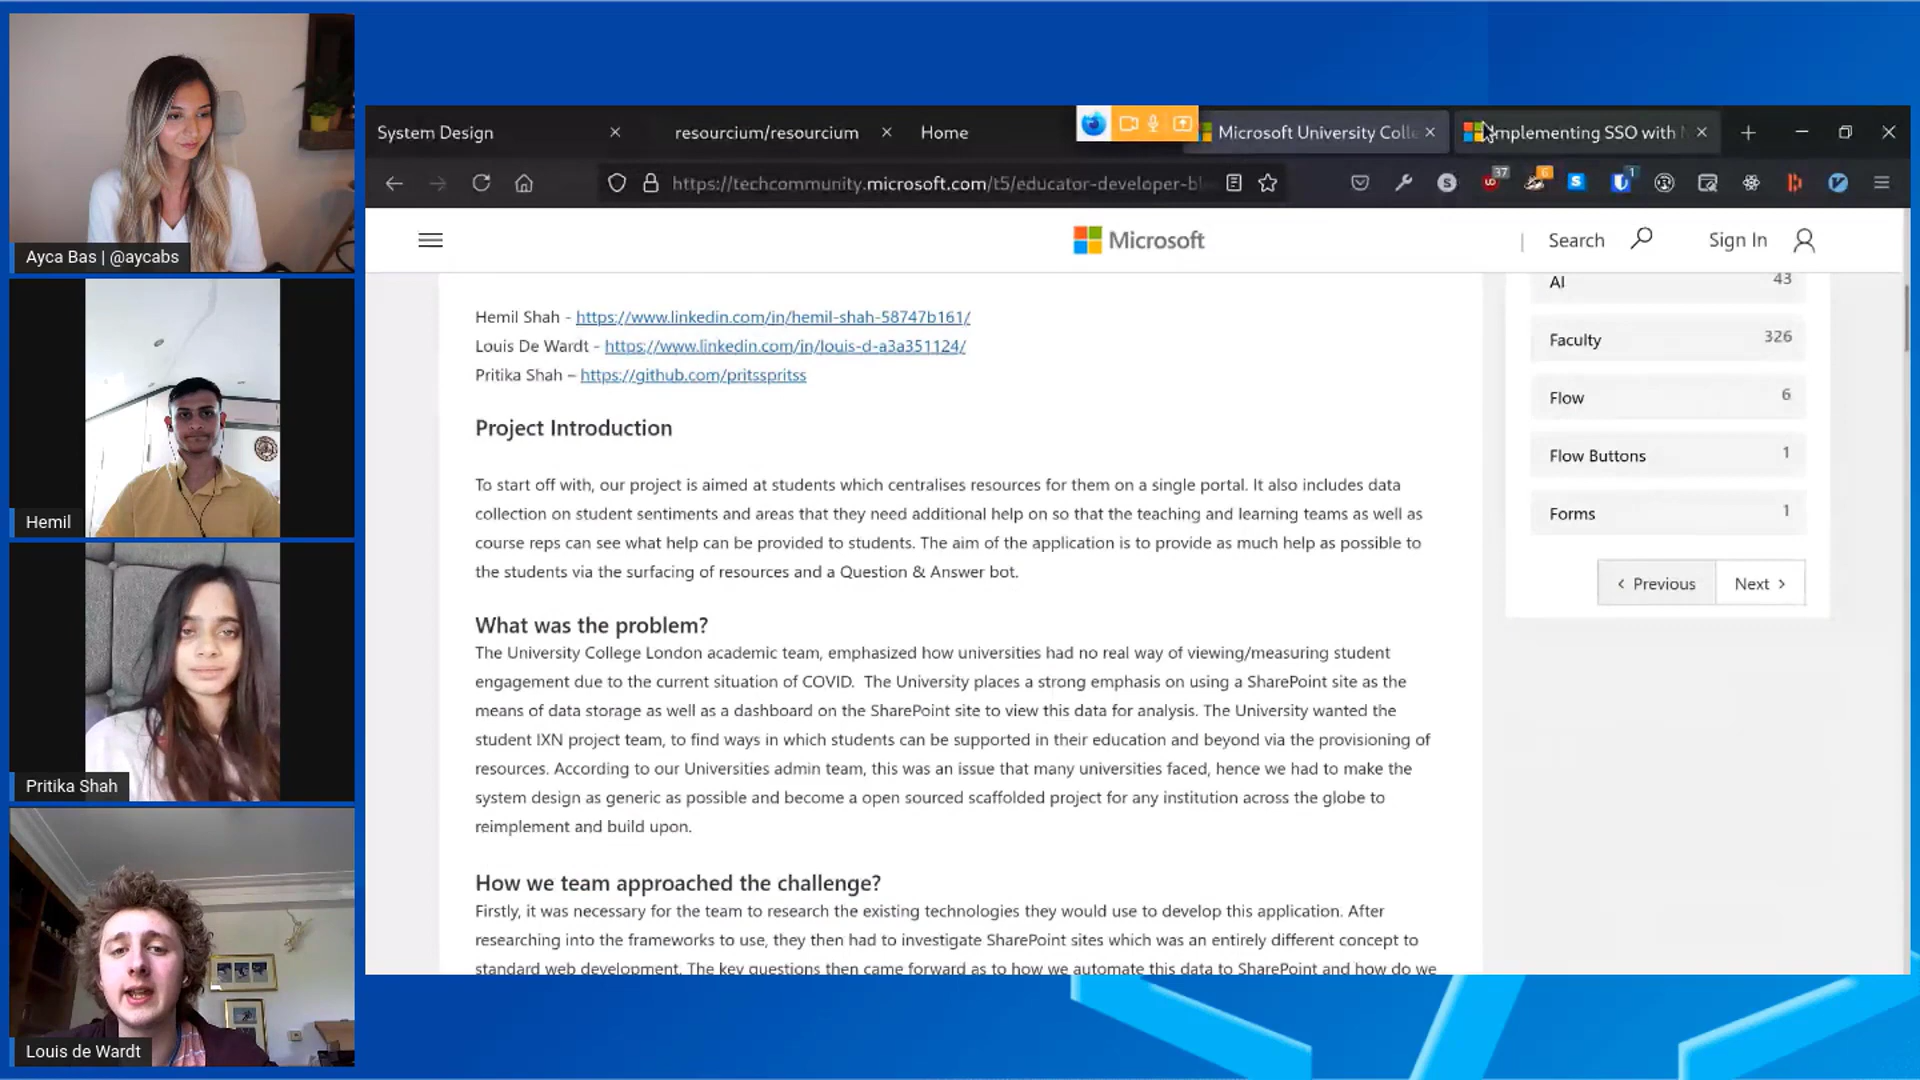 Ayca Bas | @aycabs
Hemil
Pritika Shah
Louis de Wardt
System Design
resourcium/resourcium
Home
Microsoft University Colle
Implementing SSO with
https://techcommunity.microsoft.com/t5/educator-developer-bl
37
6
1
Microsoft
Search
Sign In
Hemil Shah - https://www.linkedin.com/in/hemil-shah-58747b161/
Louis De Wardt - https://www.linkedin.com/in/louis-d-a3a351124/
Pritika Shah – https://github.com/pritsspritss
Project Introduction
To start off with, our project is aimed at students which centralises resources for them on a single portal. It also includes data
collection on student sentiments and areas that they need additional help on so that the teaching and learning teams as well as
course reps can see what help can be provided to students. The aim of the application is to provide as much help as possible to
the students via the surfacing of resources and a Question & Answer bot.
What was the problem?
The University College London academic team, emphasized how universities had no real way of viewing/measuring student
engagement due to the current situation of COVID. The University places a strong emphasis on using a SharePoint site as the
means of data storage as well as a dashboard on the SharePoint site to view this data for analysis. The University wanted the
student IXN project team, to find ways in which students can be supported in their education and beyond via the provisioning of
resources. According to our Universities admin team, this was an issue that many universities faced, hence we had to make the
system design as generic as possible and become a open sourced scaffolded project for any institution across the globe to
reimplement and build upon.
How we team approached the challenge?
Firstly, it was necessary for the team to research the existing technologies they would use to develop this application. After
researching into the frameworks to use, they then had to investigate SharePoint sites which was an entirely different concept to
standard web development. The key questions then came forward as to how we automate this data to SharePoint and how do we
AI 43
Faculty 326
Flow 6
Flow Buttons 1
Forms 1
Previous
Next